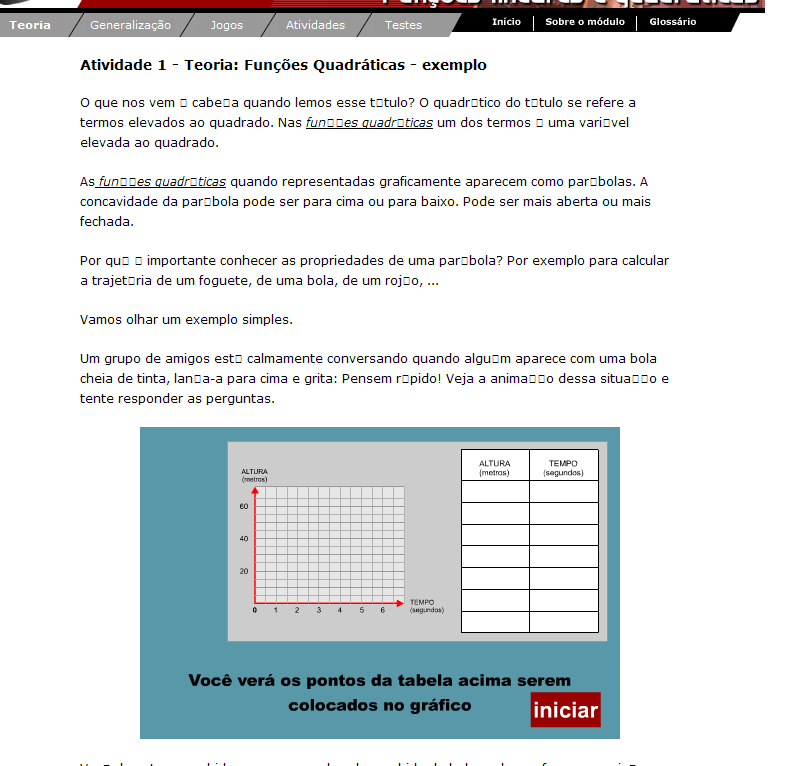 Funções lineares e quadráticas
Teoria Generalização Jogos Atividades Testes Início Sobre o módulo Glossário
Atividade 1 - Teoria: Funções Quadráticas - exemplo
O que nos vem □ cabe□a quando lemos esse t□tulo? O quadr□tico do t□tulo se refere a
termos elevados ao quadrado. Nas fun□□es quadr□ticas um dos termos □ uma vari□vel
elevada ao quadrado.
As fun□□es quadr□ticas quando representadas graficamente aparecem como par□bolas. A
concavidade da par□bola pode ser para cima ou para baixo. Pode ser mais aberta ou mais
fechada.
Por qu□ □ importante conhecer as propriedades de uma par□bola? Por exemplo para calcular
a trajet□ria de um foguete, de uma bola, de um roj□o, ...
Vamos olhar um exemplo simples.
Um grupo de amigos est□ calmamente conversando quando algu□m aparece com uma bola
cheia de tinta, lan□a-a para cima e grita: Pensem r□pido! Veja a anima□□o dessa situa□□o e
tente responder as perguntas.
ALTURA
(metros)
60
40
20
0 1 2 3 4 5 6
TEMPO
(segundos)
ALTURA TEMPO
(metros) (segundos)
Você verá os pontos da tabela acima serem
colocados no gráfico
iniciar